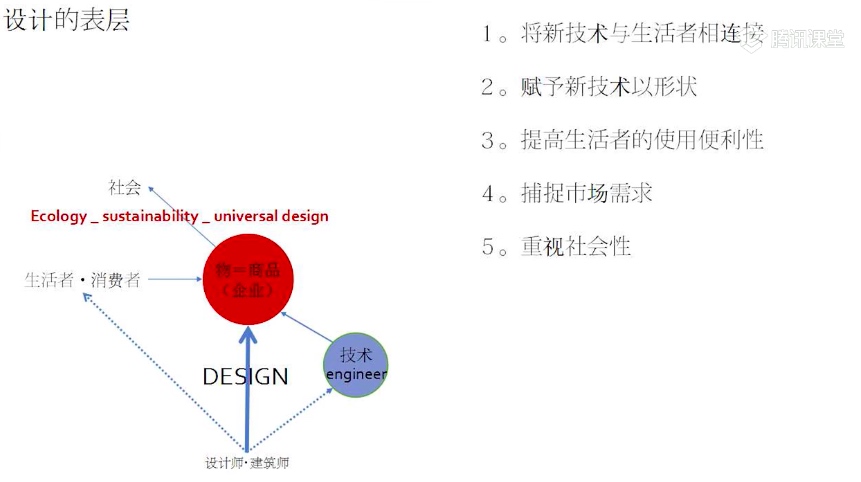 设计的表层
1。将新技术与生活者相连接
腾讯课堂
2。赋予新技术以形状
3。提高生活者的使用便利性
4。捕捉市场需求
5。重视社会性
社会
Ecology _ sustainability _ universal design
物=商品
(企业)
生活者·消费者
技术
engineer
DESIGN
设计师·建筑师